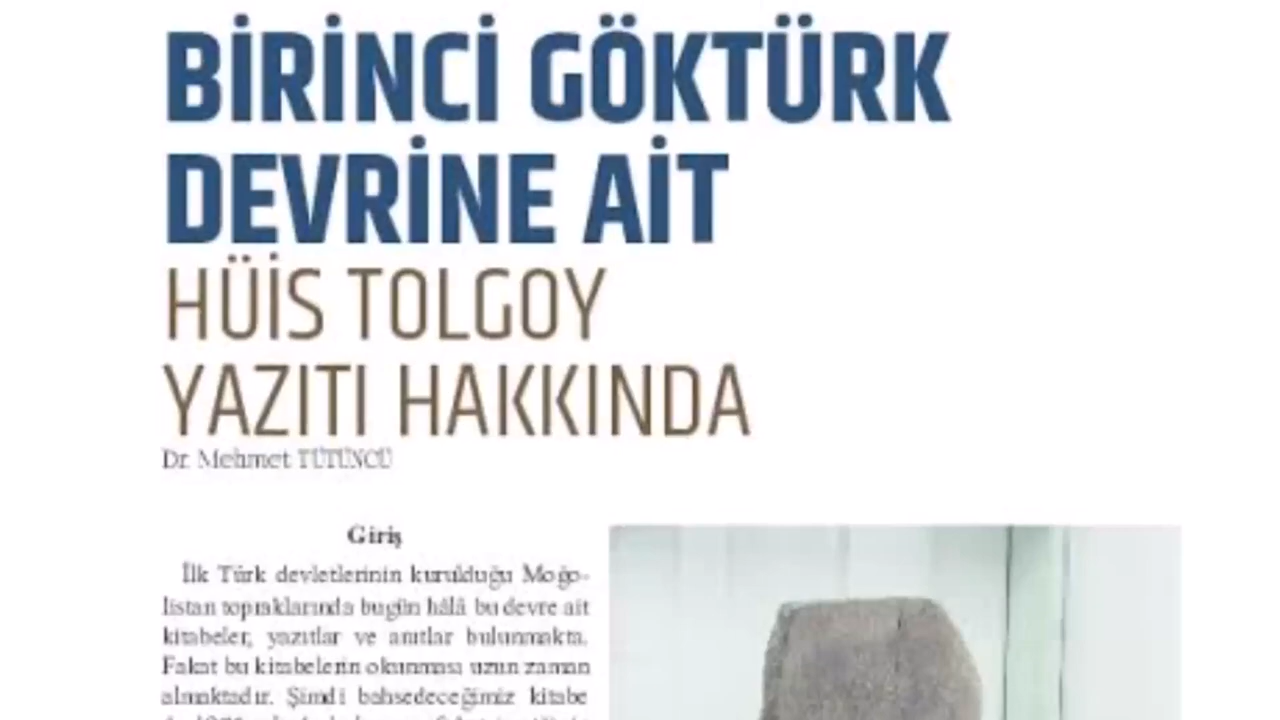 BİRİNCİ GÖKTÜRK
DEVRİNE AİT
HÜİS TOLGOY
YAZITI HAKKINDA
Dr. Mehmet TÜTÜNCÜ
Giriş
İlk Türk devletlerinin kurulduğu Moğo-
listan topraklarında bugün hâlâ bu devre ait
kitabeler, yazıtlar ve anıtlar bulunmakta.
Fakat bu kitabelerin okunması uzun zaman
almaktadır. Şimdi bahsedeceğimiz kitabe